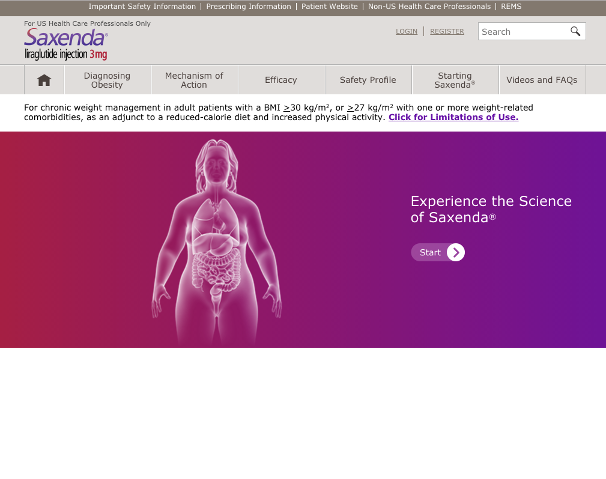 Important Safety Information | Prescribing Information | Patient Website | Non-US Health Care Professionals | REMS
For US Health Care Professionals Only
Saxenda®
liraglutide injection 3mg
LOGIN | REGISTER
Search
Diagnosing
Obesity
Mechanism of
Action
Efficacy
Safety Profile
Starting
Saxenda®
Videos and FAQs
For chronic weight management in adult patients with a BMI ≥30 kg/m², or ≥27 kg/m² with one or more weight-related
comorbidities, as an adjunct to a reduced-calorie diet and increased physical activity. Click for Limitations of Use.
Experience the Science
of Saxenda®
Start